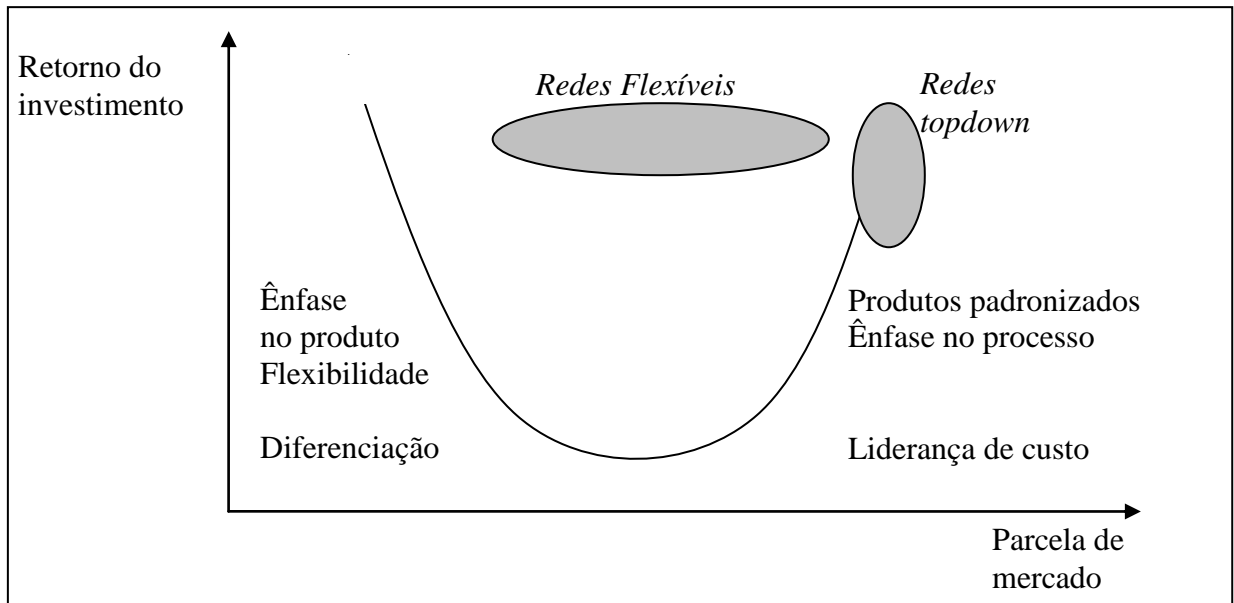 Retorno do
investimento
Redes Flexíveis
Redes
topdown
Ênfase
no produto
Flexibilidade
Diferenciação
Produtos padronizados
Ênfase no processo
Liderança de custo
Parcela de
mercado